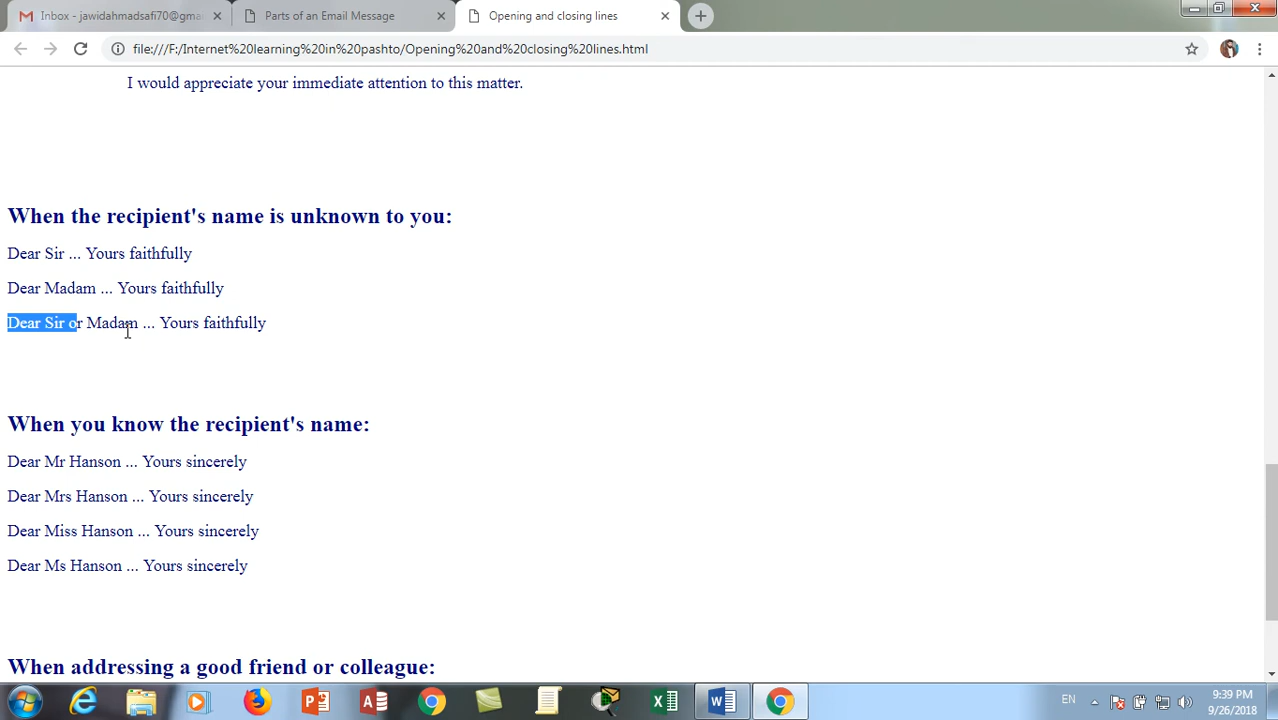 Inbox - jawidahmadsafi70@gma
Parts of an Email Message
Opening and closing lines
file:///F:/Internet%20learning%20in%20pashto/Opening%20and%20closing%20lines.html
I would appreciate your immediate attention to this matter.
When the recipient's name is unknown to you:
Dear Sir ... Yours faithfully
Dear Madam ... Yours faithfully
Dear Sir or Madam ... Yours faithfully
When you know the recipient's name:
Dear Mr Hanson ... Yours sincerely
Dear Mrs Hanson ... Yours sincerely
Dear Miss Hanson ... Yours sincerely
Dear Ms Hanson ... Yours sincerely
When addressing a good friend or colleague:
EN
9:39 PM
9/26/2018